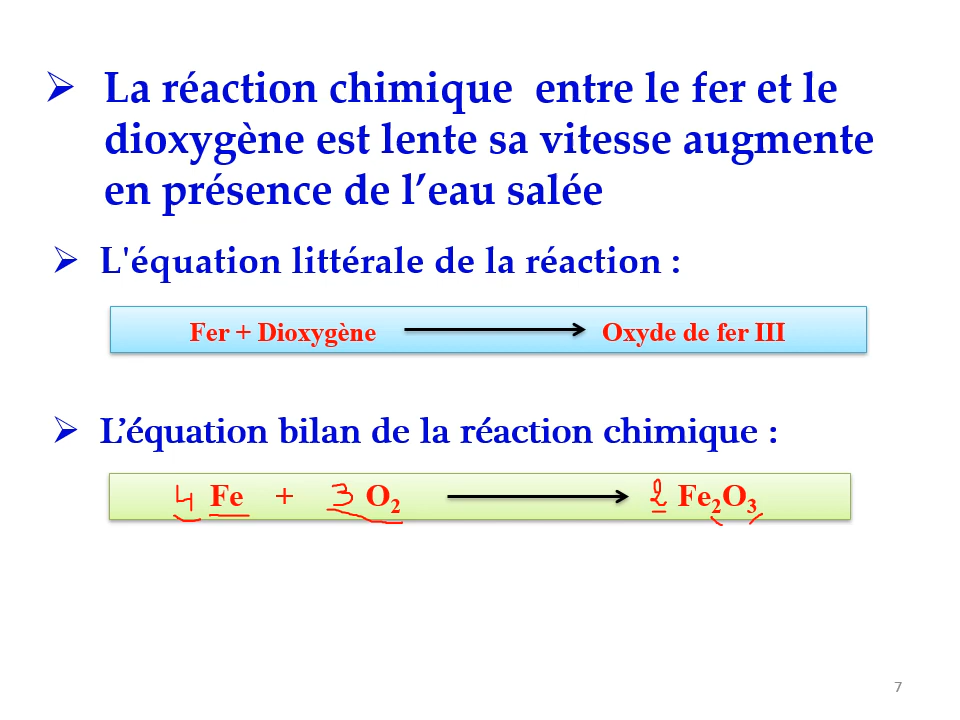 La réaction chimique entre le fer et le
dioxygène est lente sa vitesse augmente
en présence de l’eau salée
L'équation littérale de la réaction :
Fer + Dioxygène ⟶ Oxyde de fer III
L’équation bilan de la réaction chimique :
4 Fe + 3 O₂ ⟶ 2 Fe₂O₃
7